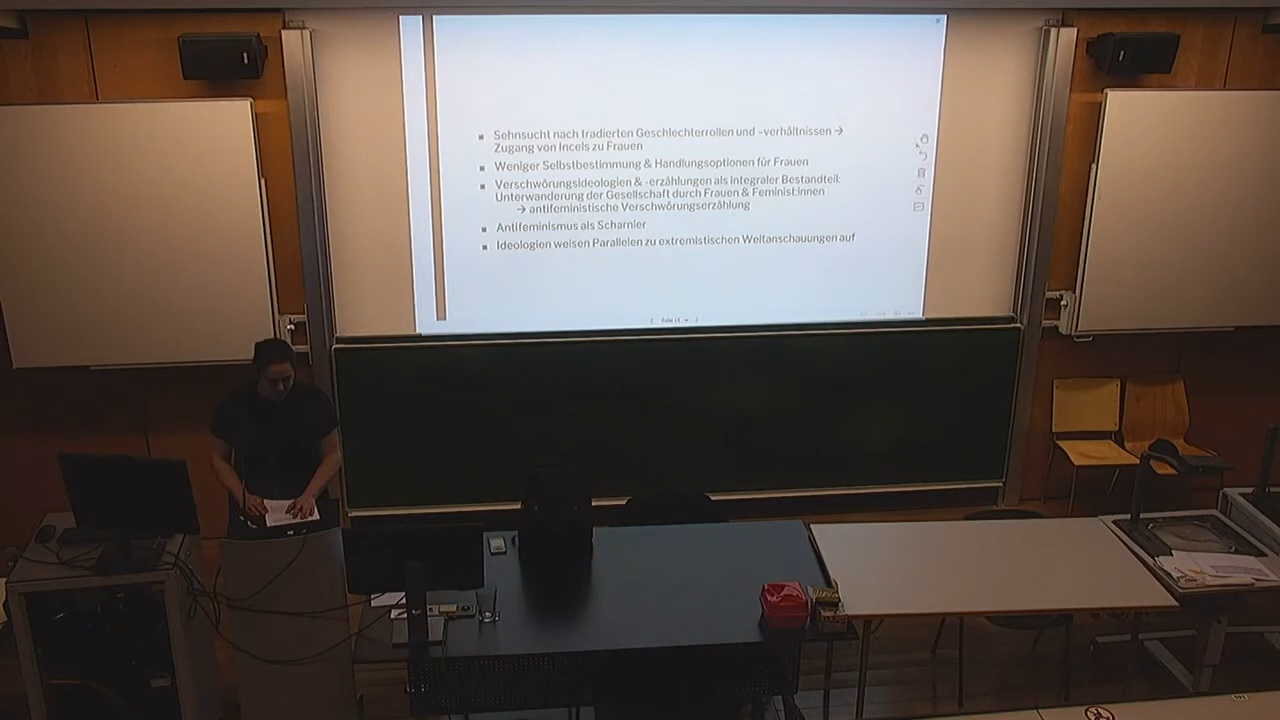 Sehnsucht nach tradierten Geschlechterrollen und –verhältnissen →
Zugang von Incels zu Frauen
Weniger Selbstbestimmung & Handlungsoptionen für Frauen
Verschwörungsideologien & -erzählungen als integraler Bestandteil:
Unterwanderung der Gesellschaft durch Frauen & Feminist:innen
→ antifeministische Verschwörungserzählung
Antifeminismus als Scharnier
Ideologien weisen Parallelen zu extremistischen Weltanschauungen auf